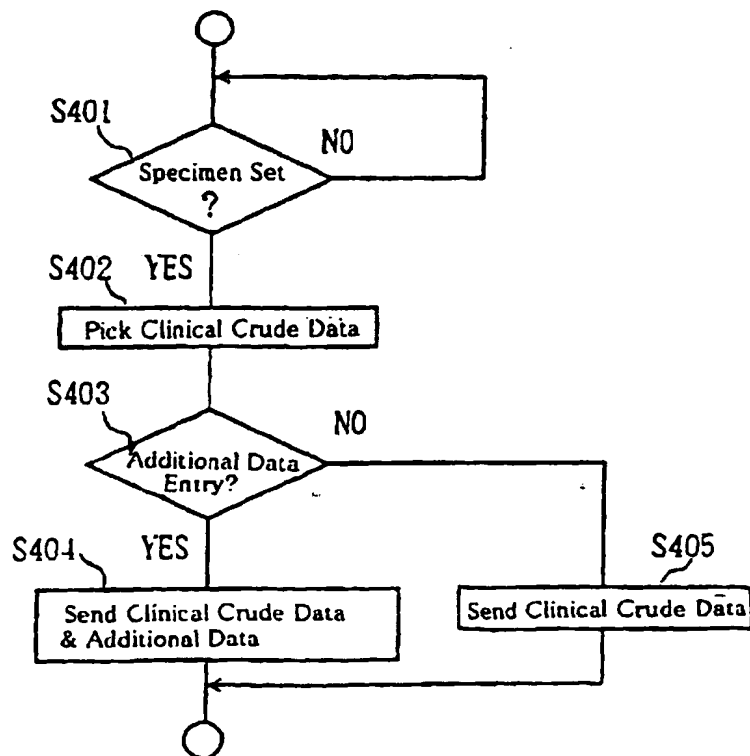 S401
NO
Specimen Set
?
S402
YES
Pick Clinical Crude Data
S403
NO
Additional Data
Entry?
S404
YES
S405
Send Clinical Crude Data
& Additional Data
Send Clinical Crude Data